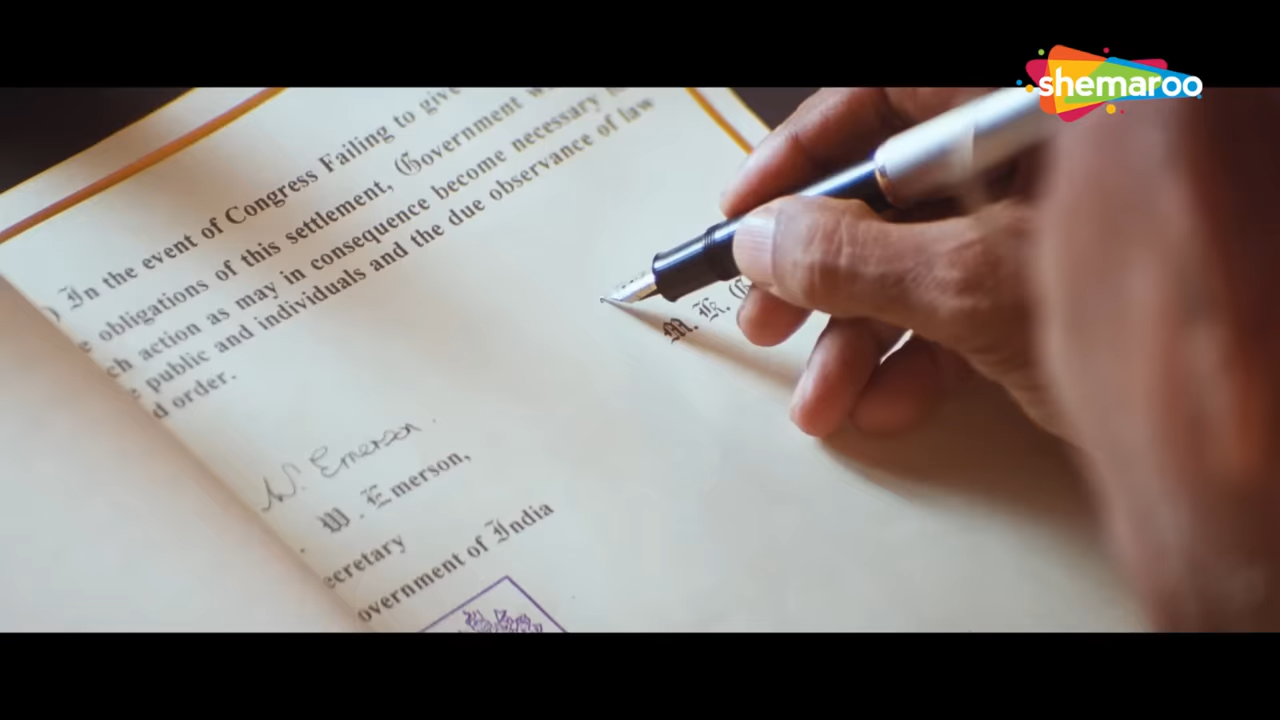 shemaroo
) In the event of Congress Failing to give
obligations of this settlement, Government
action as may in consequence become necessary
public and individuals and the due observance of law
d order.
M. K.
W. Emerson.
W. Emerson,
ecretary
overnment of India